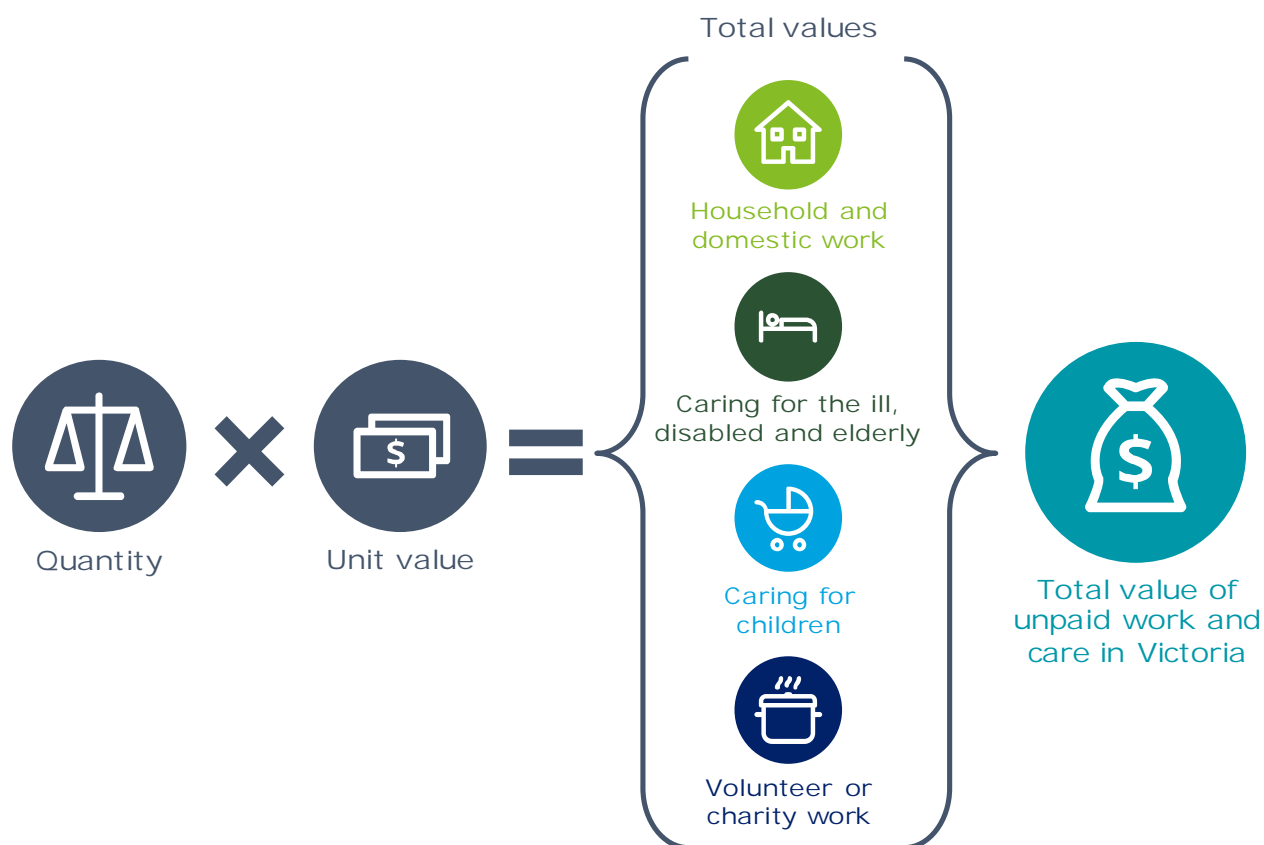 Total values
Household and
domestic work
Caring for the ill,
disabled and elderly
Caring for
children
Volunteer or
charity work
$
Quantity
Unit value
$
Total value of
unpaid work and
care in Victoria